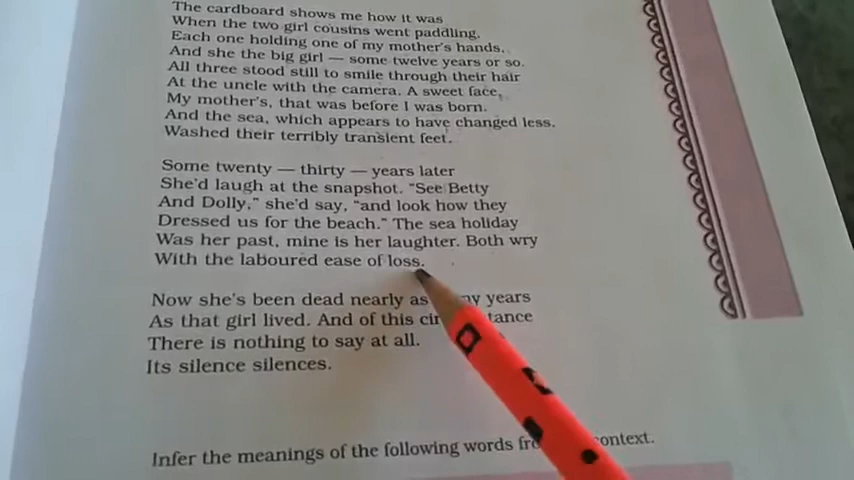 The cardboard shows me how it was
When the two girl cousins went paddling,
Each one holding one of my mother's hands,
And she the big girl — some twelve years or so.
All three stood still to smile through their hair
At the uncle with the camera. A sweet face,
My mother's, that was before I was born.
And the sea, which appears to have changed less,
Washed their terribly transient feet.
Some twenty — thirty — years later
She'd laugh at the snapshot. "See Betty
And Dolly," she'd say, "and look how they
Dressed us for the beach." The sea holiday
Was her past, mine is her laughter. Both wry
With the laboured ease of loss.
Now she's been dead nearly as years
As that girl lived. And of this
There is nothing to say at all.
Its silence silences.
Infer the meanings of the following words context.